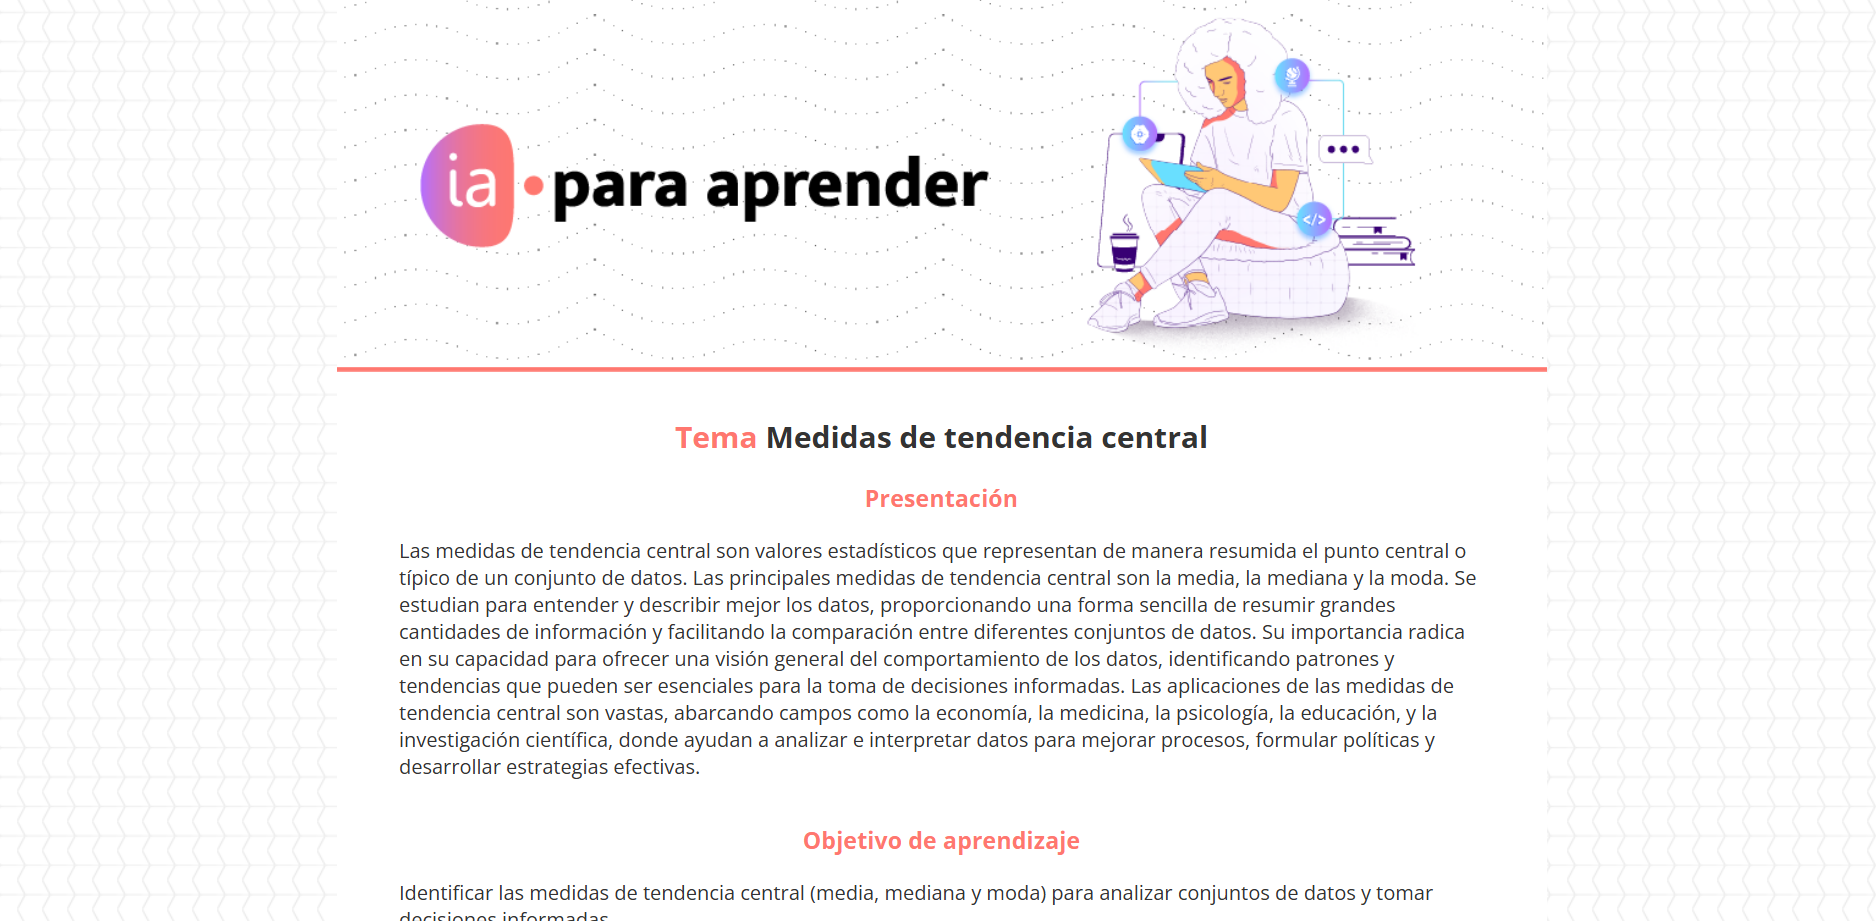 ia • para aprender
</>
Tema Medidas de tendencia central
Presentación
Las medidas de tendencia central son valores estadísticos que representan de manera resumida el punto central o
típico de un conjunto de datos. Las principales medidas de tendencia central son la media, la mediana y la moda. Se
estudian para entender y describir mejor los datos, proporcionando una forma sencilla de resumir grandes
cantidades de información y facilitando la comparación entre diferentes conjuntos de datos. Su importancia radica
en su capacidad para ofrecer una visión general del comportamiento de los datos, identificando patrones y
tendencias que pueden ser esenciales para la toma de decisiones informadas. Las aplicaciones de las medidas de
tendencia central son vastas, abarcando campos como la economía, la medicina, la psicología, la educación, y la
investigación científica, donde ayudan a analizar e interpretar datos para mejorar procesos, formular políticas y
desarrollar estrategias efectivas.
Objetivo de aprendizaje
Identificar las medidas de tendencia central (media, mediana y moda) para analizar conjuntos de datos y tomar
decisiones informadas.